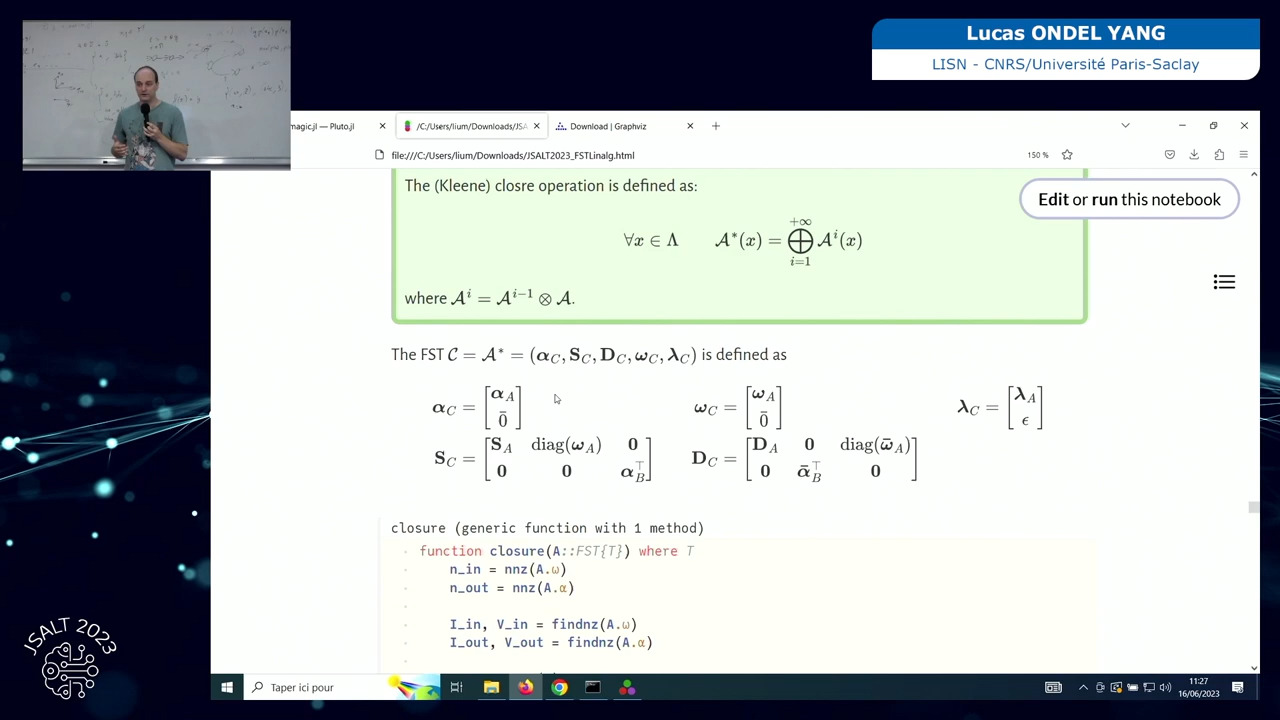 Lucas ONDEL YANG
LISN - CNRS/Université Paris-Saclay
magic.jl — Pluto.jl
/C:/Users/lium/Downloads/JSA
Download | Graphviz
file:///C:/Users/lium/Downloads/JSALT2023_FSTLinalg.html
150 %
Edit or run this notebook
The (Kleene) closre operation is defined as:
∀x ∈ Λ 𝒜*(x) = ⨁_{i=1}^{+∞} 𝒜^i(x)
where 𝒜^i = 𝒜^{i−1} ⊗ 𝒜.
The FST 𝒞 = 𝒜* = (α_C, S_C, D_C, ω_C, λ_C) is defined as
α_C = [α_A; 0̄] ω_C = [ω_A; 0̄] λ_C = [λ_A; ϵ]
S_C = [S_A diag(ω_A) 0; 0 0 α_B^⊤] D_C = [D_A 0 diag(ω̄_A); 0 ᾱ_B^⊤ 0]
closure (generic function with 1 method)
function closure(A::FST{T}) where T
n_in = nnz(A.ω)
n_out = nnz(A.α)
I_in, V_in = findnz(A.ω)
I_out, V_out = findnz(A.α)
JSALT 2023
Taper ici pour
11:27
16/06/2023